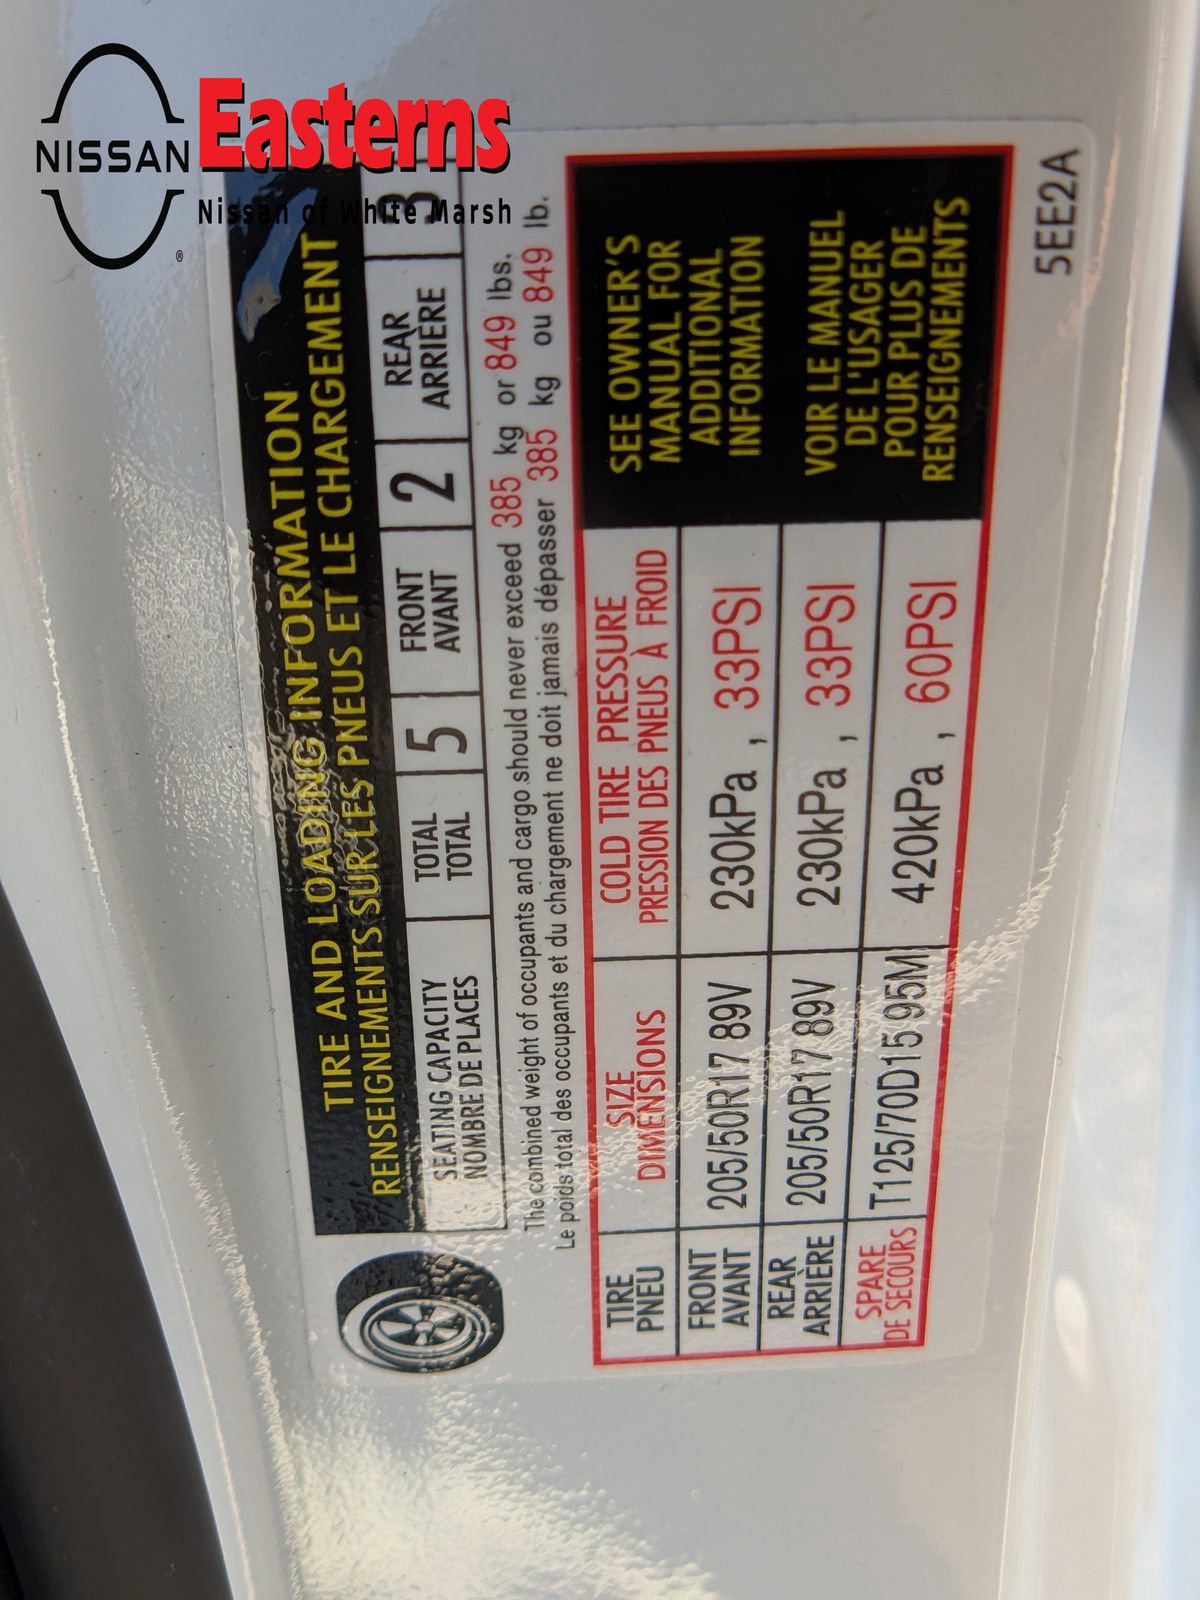 NISSAN
Easterns
Nissan of White Marsh
®
TIRE AND LOADING INFORMATION
RENSEIGNEMENTS SUR LES PNEUS ET LE CHARGEMENT
SEATING CAPACITY
NOMBRE DE PLACES
TOTAL
TOTAL
5
FRONT
AVANT
2
REAR
ARRIÈRE
3
The combined weight of occupants and cargo should never exceed 385 kg or 849 lbs.
Le poids total des occupants et du chargement ne doit jamais dépasser 385 kg ou 849 lb.
TIRE
PNEU
SIZE
DIMENSIONS
COLD TIRE PRESSURE
PRESSION DES PNEUS À FROID
FRONT
AVANT
205/50R17 89V
230kPa , 33PSI
REAR
ARRIÈRE
205/50R17 89V
230kPa , 33PSI
SPARE
DE SECOURS
T125/70D15 95M
420kPa , 60PSI
SEE OWNER'S
MANUAL FOR
ADDITIONAL
INFORMATION
VOIR LE MANUEL
DE L'USAGER
POUR PLUS DE
RENSEIGNEMENTS
5EE2A